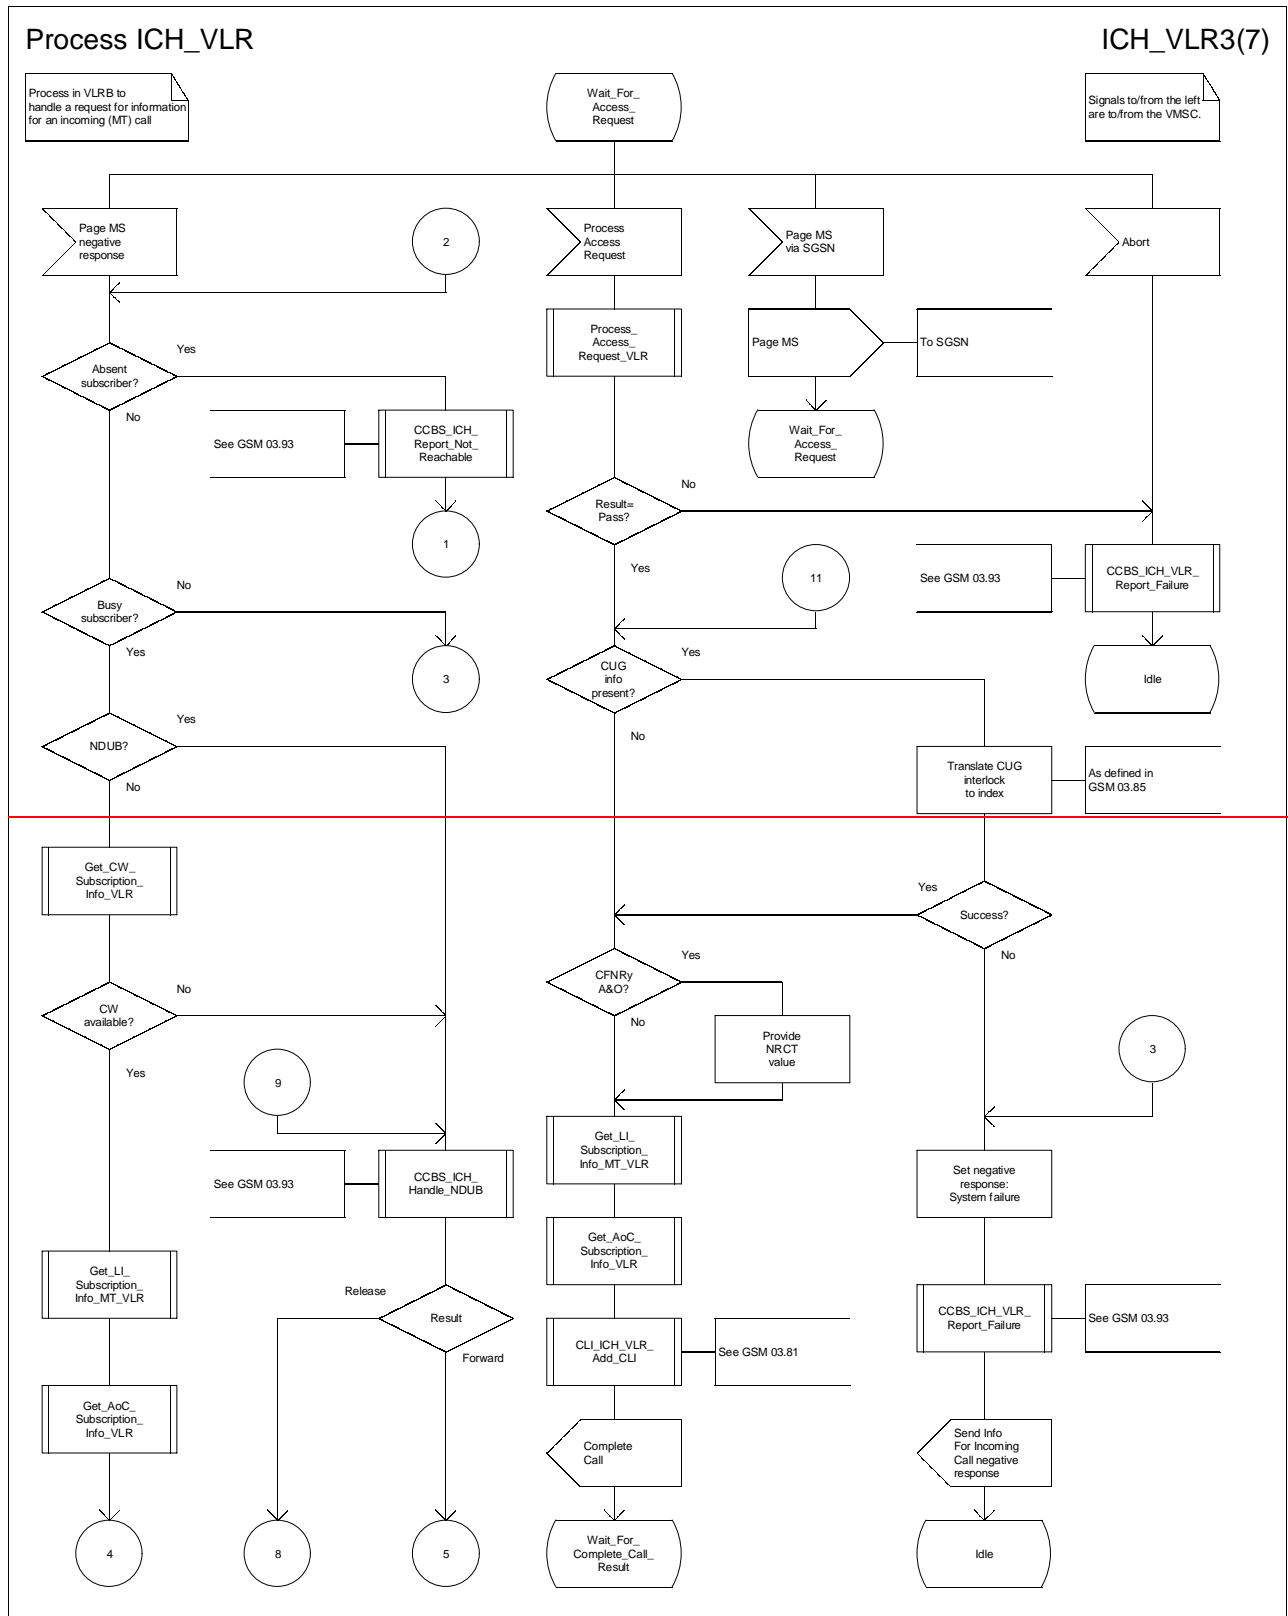 Process ICH_VLR
ICH_VLR3(7)
Process in VLRB to
handle a request for information
for an incoming (MT) call
Wait_For_
Access_
Request
Signals to/from the left
are to/from the VMSC.
Page MS
negative
response
2
Process
Access
Request
Page MS
via SGSN
Abort
Process_
Access_
Request_VLR
Page MS
To SGSN
Yes
Absent
subscriber?
No
See GSM 03.93
CCBS_ICH_
Report_Not_
Reachable
Wait_For_
Access_
Request
1
No
Result=
Pass?
Yes
11
See GSM 03.93
CCBS_ICH_VLR_
Report_Failure
No
Busy
subscriber?
Yes
3
Yes
CUG
info
present?
No
Idle
Yes
NDUB?
No
Translate CUG
interlock
to index
As defined in
GSM 03.85
Get_CW_
Subscription_
Info_VLR
Yes
Success?
No
No
CW
available?
Yes
Yes
CFNRy
A&O?
No
Provide
NRCT
value
3
9
See GSM 03.93
CCBS_ICH_
Handle_NDUB
Get_LI_
Subscription_
Info_MT_VLR
Set negative
response:
System failure
Get_LI_
Subscription_
Info_MT_VLR
Release
Result
Forward
Get_AoC_
Subscription_
Info_VLR
CLI_ICH_VLR_
Add_CLI
See GSM 03.81
CCBS_ICH_VLR_
Report_Failure
See GSM 03.93
Get_AoC_
Subscription_
Info_VLR
Complete
Call
Send Info
For Incoming
Call negative
response
4
8
5
Wait_For_
Complete_Call_
Result
Idle